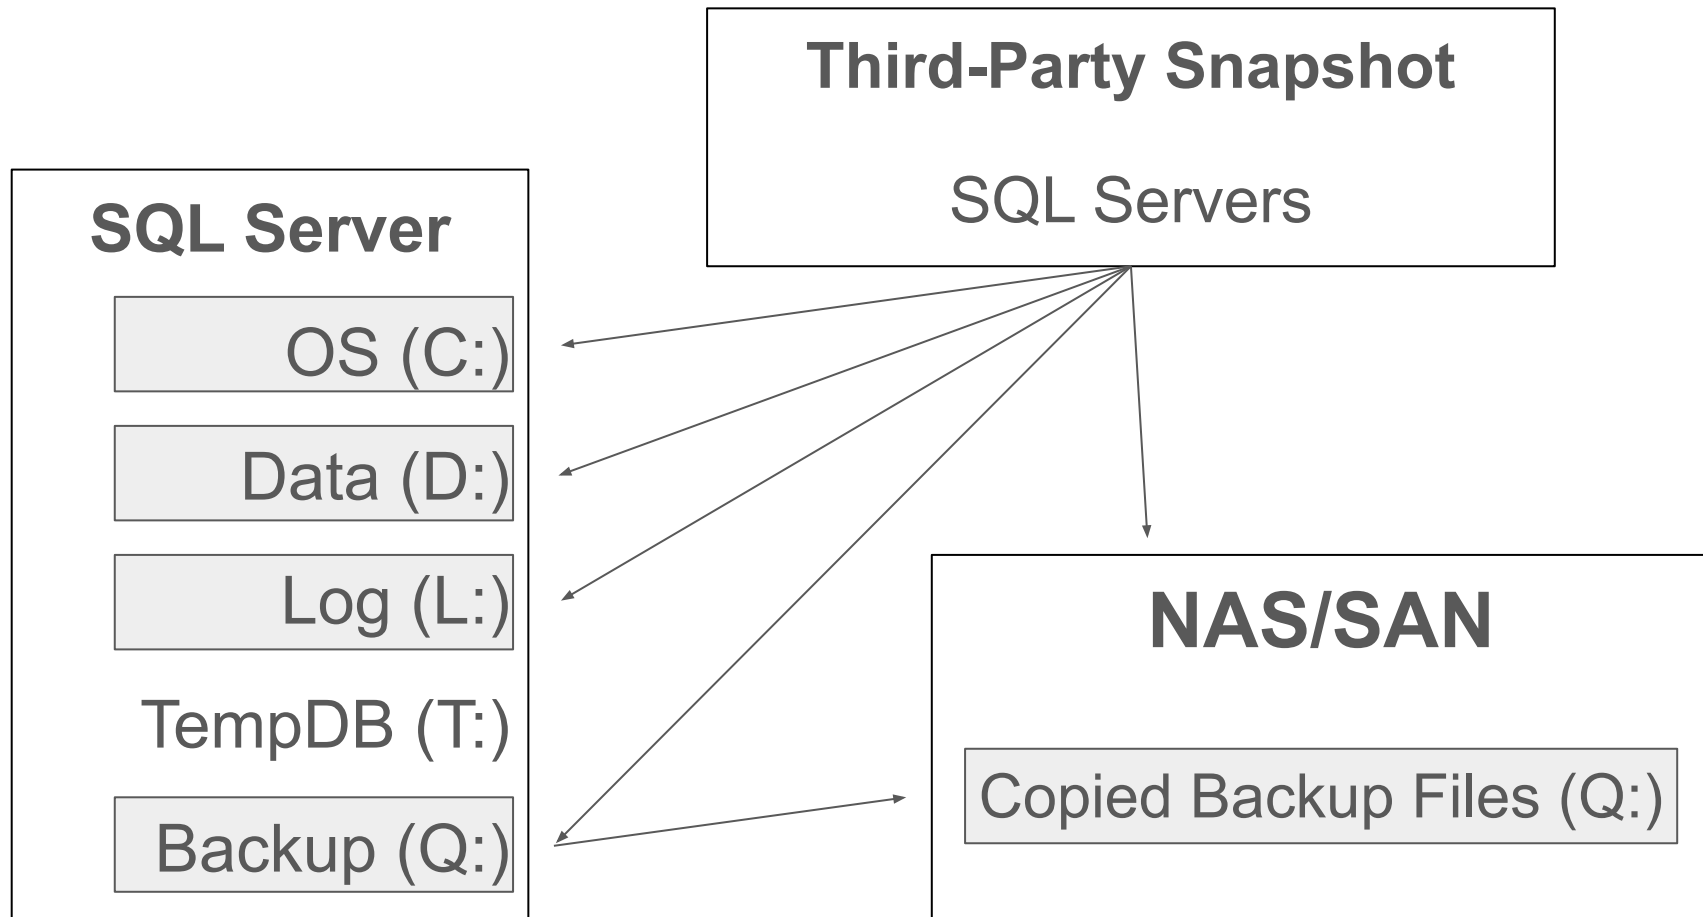 Third-Party Snapshot
SQL Servers
SQL Server
OS (C:)
Data (D:)
Log (L:)
TempDB (T:)
Backup (Q:)
NAS/SAN
Copied Backup Files (Q:)